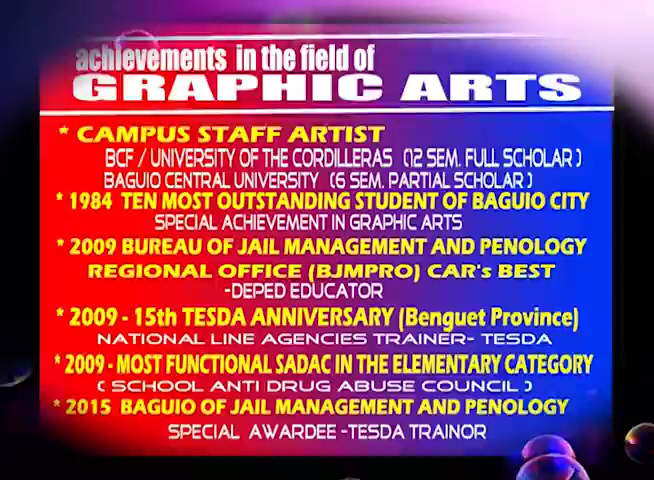 achievements in the field of
GRAPHIC ARTS
* CAMPUS STAFF ARTIST
BCF / UNIVERSITY OF THE CORDILLERAS (12 SEM. FULL SCHOLAR )
BAGUIO CENTRAL UNIVERSITY (6 SEM. PARTIAL SCHOLAR )
* 1984 TEN MOST OUTSTANDING STUDENT OF BAGUIO CITY
SPECIAL ACHIEVEMENT IN GRAPHIC ARTS
* 2009 BUREAU OF JAIL MANAGEMENT AND PENOLOGY
REGIONAL OFFICE (BJMPRO) CAR's BEST
-DEPED EDUCATOR
* 2009 - 15th TESDA ANNIVERSARY (Benguet Province)
NATIONAL LINE AGENCIES TRAINER- TESDA
* 2009 - MOST FUNCTIONAL SADAC IN THE ELEMENTARY CATEGORY
( SCHOOL ANTI DRUG ABUSE COUNCIL )
* 2015 BAGUIO OF JAIL MANAGEMENT AND PENOLOGY
SPECIAL AWARDEE -TESDA TRAINOR